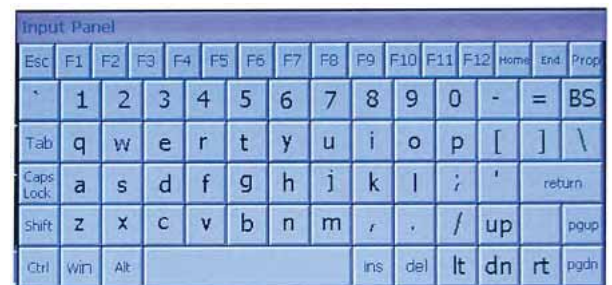 Input Panel
Esc F1 F2 F3 F4 F5 F6 F7 F8 F9 F10 F11 F12 Home End Prop
` 1 2 3 4 5 6 7 8 9 0 - = BS
Tab q w e r t y u i o p [ ] \
Caps Lock a s d f g h j k l ; ' return
Shift z x c v b n m , . / up pgup
Ctrl Win Alt ins del lt dn rt pgdn